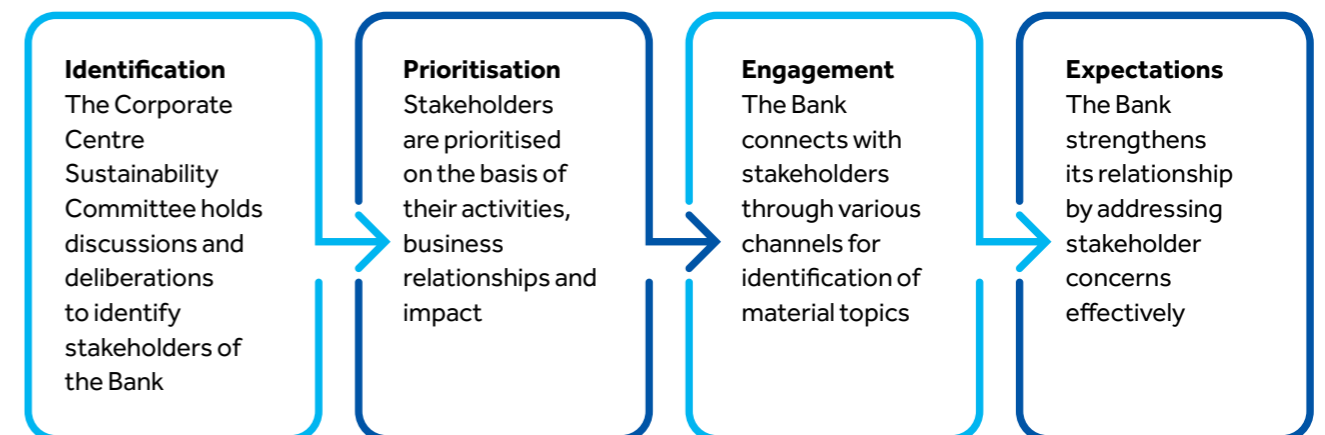 Identification
The Corporate
Centre
Sustainability
Committee holds
discussions and
deliberations
to identify
stakeholders of
the Bank
Prioritisation
Stakeholders
are prioritised
on the basis of
their activities,
business
relationships and
impact
Engagement
The Bank
connects with
stakeholders
through various
channels for
identification of
material topics
Expectations
The Bank
strengthens
its relationship
by addressing
stakeholder
concerns
effectively